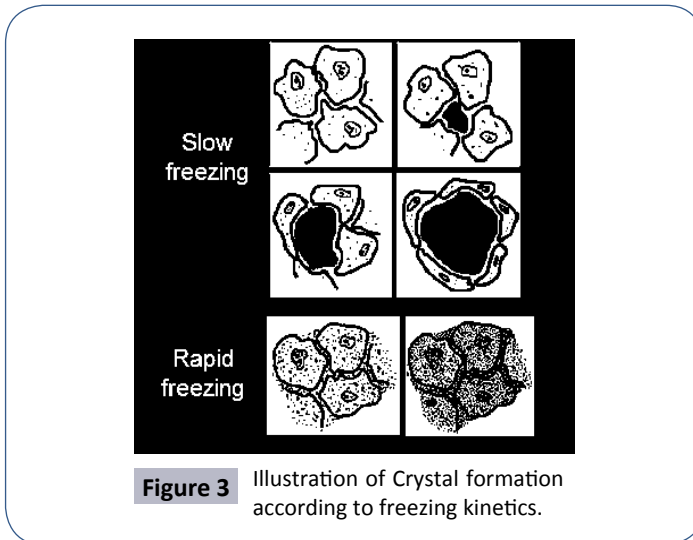 Slow
freezing
Rapid
freezing
Figure 3 Illustration of Crystal formation
according to freezing kinetics.